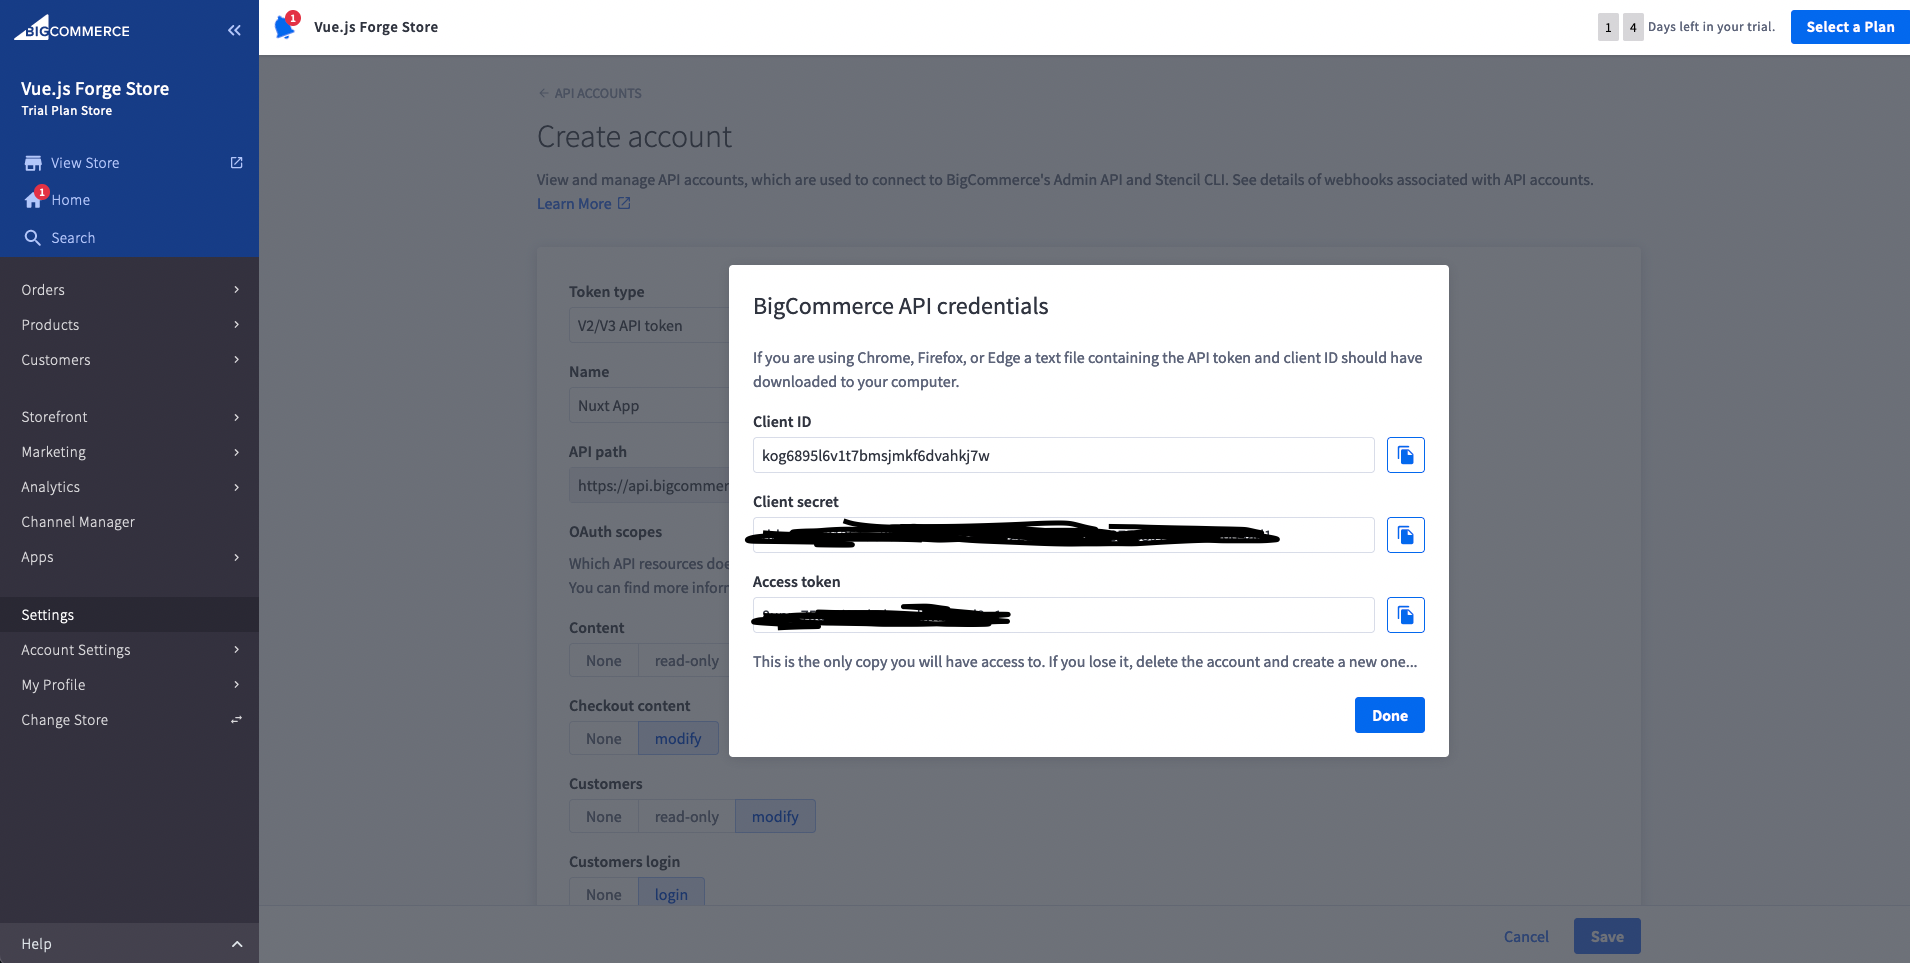 BIGCOMMERCE
Vue.js Forge Store
Trial Plan Store
View Store
1
Home
Search
Orders
Products
Customers
Storefront
Marketing
Analytics
Channel Manager
Apps
Settings
Account Settings
My Profile
Change Store
Help
1
Vue.js Forge Store
1 4 Days left in your trial.
Select a Plan
← API ACCOUNTS
Create account
View and manage API accounts, which are used to connect to BigCommerce's Admin API and Stencil CLI. See details of webhooks associated with API accounts.
Learn More
Token type
V2/V3 API token
Name
Nuxt App
API path
https://api.bigcommer
OAuth scopes
Which API resources doe
You can find more inforr
Content
None read-only
Checkout content
None modify
Customers
None read-only modify
Customers login
None login
BigCommerce API credentials
If you are using Chrome, Firefox, or Edge a text file containing the API token and client ID should have
downloaded to your computer.
Client ID
kog6895l6v1t7bmsjmkf6dvahkj7w
Client secret
Access token
This is the only copy you will have access to. If you lose it, delete the account and create a new one...
Done
Cancel
Save